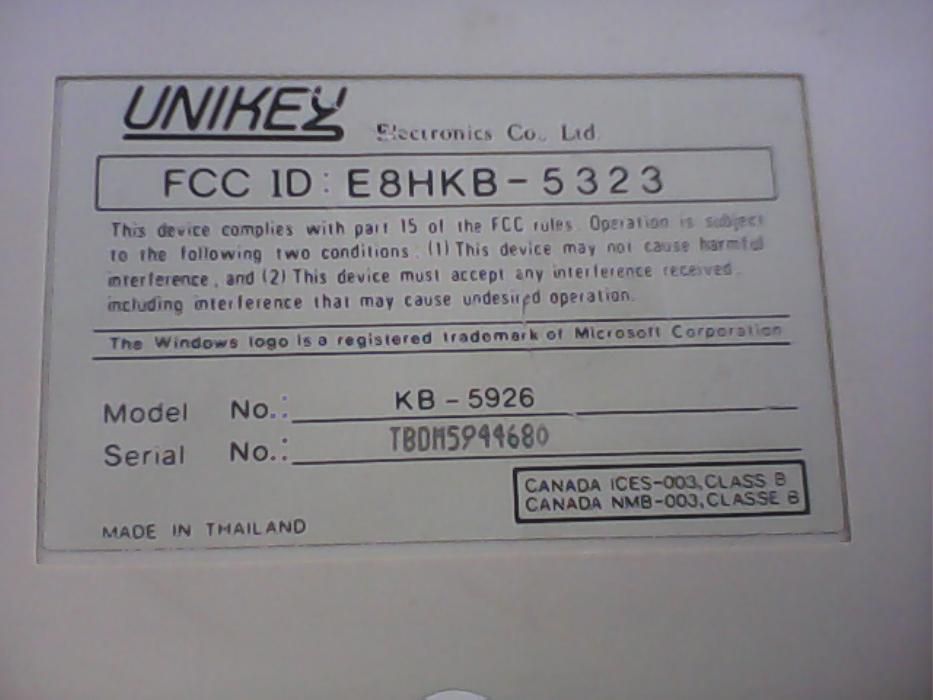 UNIKEY Electronics Co., Ltd.
FCC ID: E8HKB-5323
This device complies with part 15 of the FCC rules. Operation is subject
to the following two conditions: (1) This device may not cause harmful
interference, and (2) This device must accept any interference received,
including interference that may cause undesired operation.
The Windows logo is a registered trademark of Microsoft Corporation
Model No.: KB-5926
Serial No.: TBDM5944680
CANADA ICES-003, CLASS B
CANADA NMB-003, CLASSE B
MADE IN THAILAND